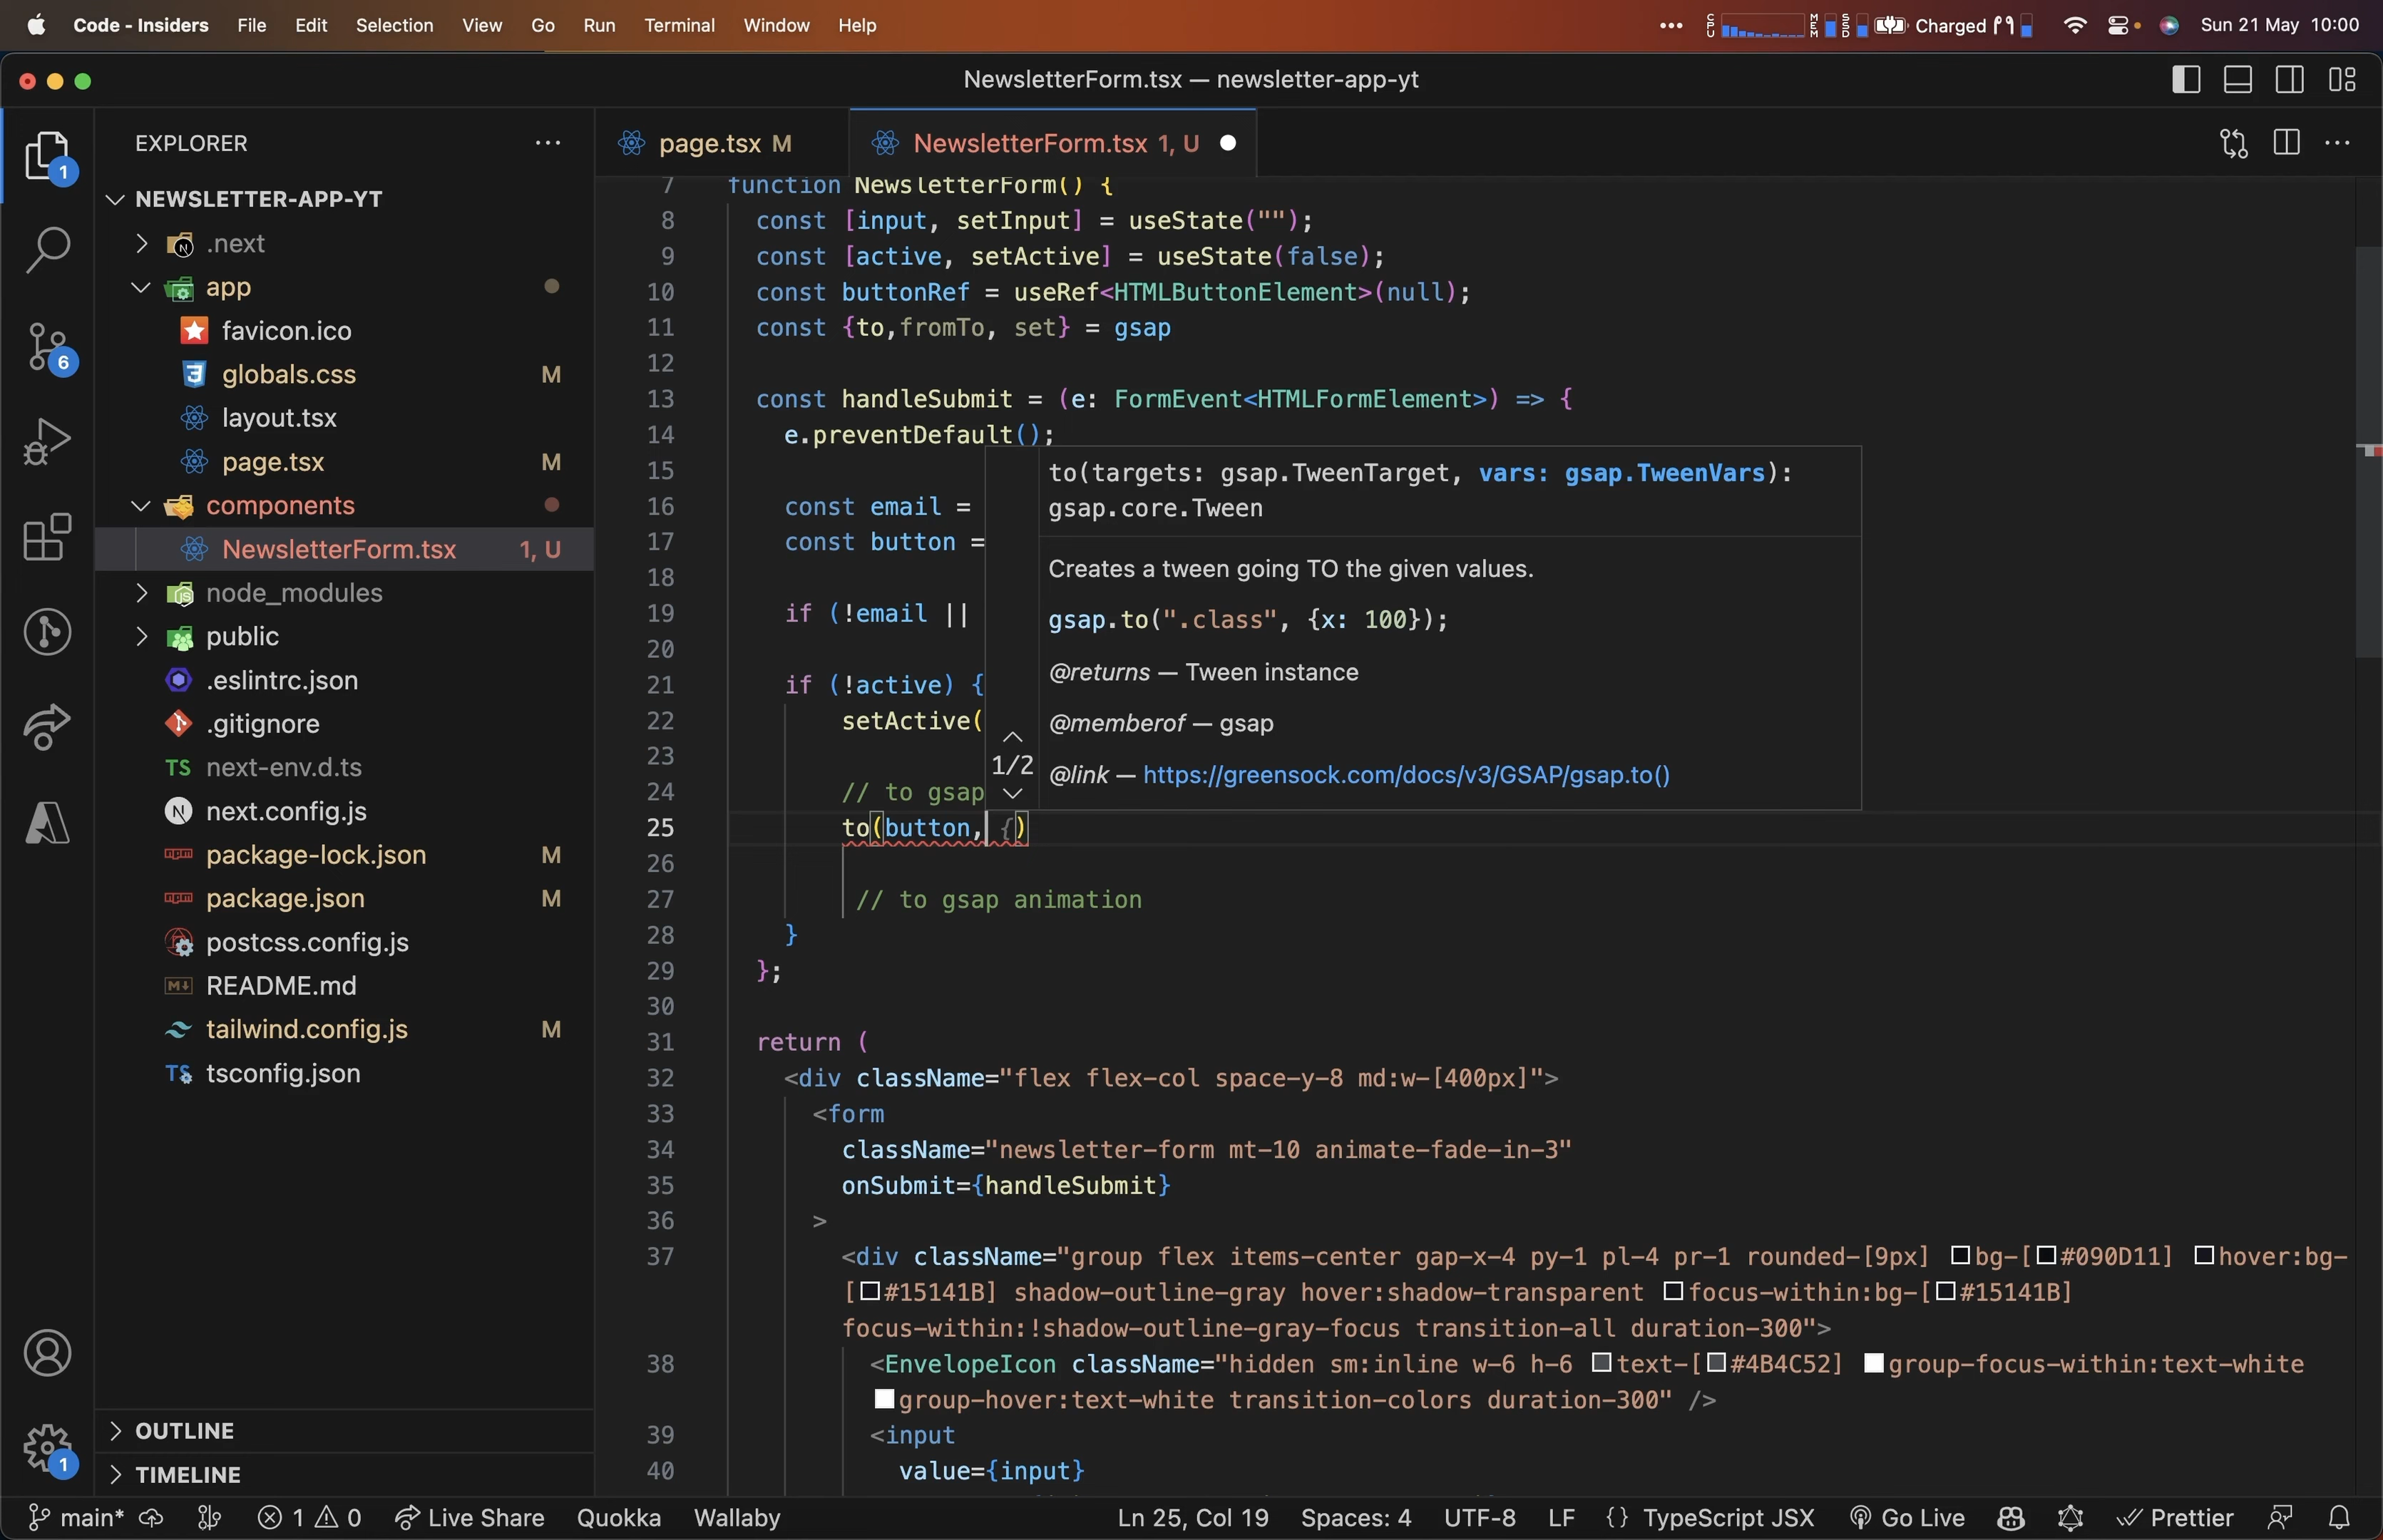 Code - Insiders File Edit Selection View Go Run Terminal Window Help
CPU MEM SSD Charged Sun 21 May 10:00
NewsletterForm.tsx — newsletter-app-yt
1
6
1
EXPLORER
NEWSLETTER-APP-YT
.next
app
favicon.ico
globals.css M
layout.tsx
page.tsx M
components
NewsletterForm.tsx 1, U
node_modules
public
.eslintrc.json
.gitignore
TS next-env.d.ts
N next.config.js
package-lock.json M
package.json M
postcss.config.js
README.md
tailwind.config.js M
TS tsconfig.json
OUTLINE
TIMELINE
page.tsx M
NewsletterForm.tsx 1, U
7 function NewsletterForm() {
8 const [input, setInput] = useState("");
9 const [active, setActive] = useState(false);
10 const buttonRef = useRef<HTMLButtonElement>(null);
11 const {to,fromTo, set} = gsap
12
13 const handleSubmit = (e: FormEvent<HTMLFormElement>) => {
14 e.preventDefault();
15
16 const email =
17 const button =
18
19 if (!email ||
20
21 if (!active) {
22 setActive(
23
24 // to gsap
25 to(button, {)
26
27 // to gsap animation
28 }
29 };
30
31 return (
32 <div className="flex flex-col space-y-8 md:w-[400px]">
33 <form
34 className="newsletter-form mt-10 animate-fade-in-3"
35 onSubmit={handleSubmit}
36 >
37 <div className="group flex items-center gap-x-4 py-1 pl-4 pr-1 rounded-[9px] bg-[#090D11] hover:bg-
[#15141B] shadow-outline-gray hover:shadow-transparent focus-within:bg-[#15141B]
focus-within:!shadow-outline-gray-focus transition-all duration-300">
38 <EnvelopeIcon className="hidden sm:inline w-6 h-6 text-[#4B4C52] group-focus-within:text-white
group-hover:text-white transition-colors duration-300" />
39 <input
40 value={input}
to(targets: gsap.TweenTarget, vars: gsap.TweenVars):
gsap.core.Tween
Creates a tween going TO the given values.
gsap.to(".class", {x: 100});
@returns — Tween instance
@memberof — gsap
1/2
@link — https://greensock.com/docs/v3/GSAP/gsap.to()
main* 1 0 Live Share Quokka Wallaby Ln 25, Col 19 Spaces: 4 UTF-8 LF {} TypeScript JSX Go Live Prettier